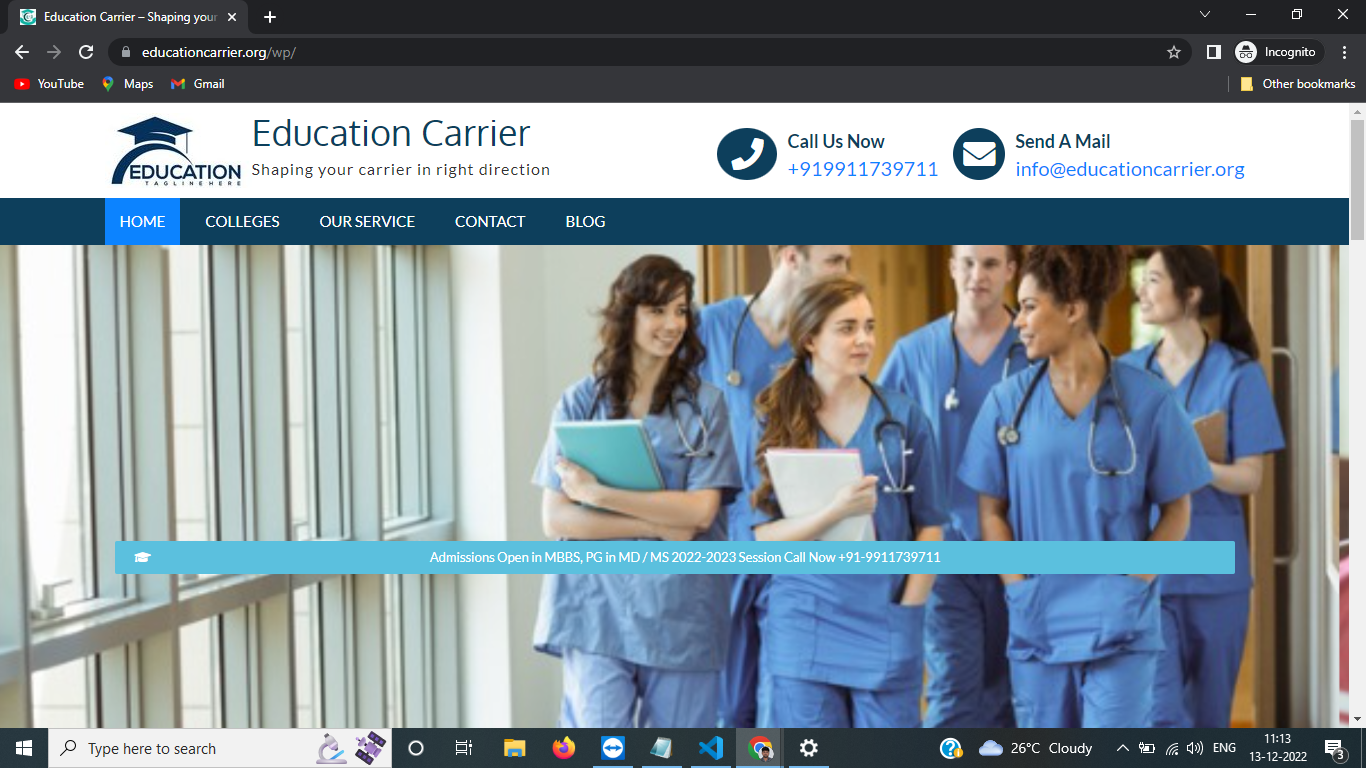 Education Carrier – Shaping your
educationcarrier.org/wp/
Incognito
YouTube
Maps
Gmail
Other bookmarks
EDUCATION
TAGLINE HERE
Education Carrier
Shaping your carrier in right direction
Call Us Now
+919911739711
Send A Mail
info@educationcarrier.org
HOME
COLLEGES
OUR SERVICE
CONTACT
BLOG
Admissions Open in MBBS, PG in MD / MS 2022-2023 Session Call Now +91-9911739711
Type here to search
26°C Cloudy
ENG
11:13
13-12-2022
3